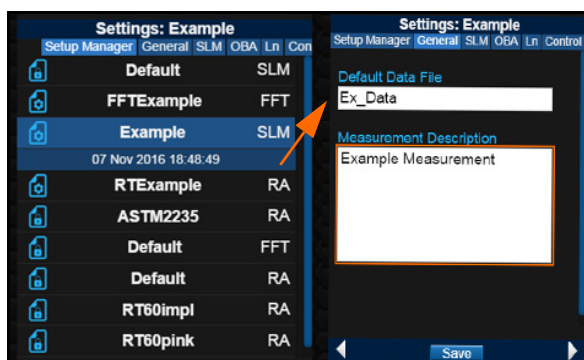 Settings: Example
Setup Manager General SLM OBA Ln Con
Default SLM
FFTExample FFT
Example SLM
07 Nov 2016 18:48:49
RTExample RA
ASTM2235 RA
Default FFT
Default RA
RT60impl RA
RT60pink RA
Settings: Example
Setup Manager General SLM OBA Ln Control
Default Data File
Ex_Data
Measurement Description
Example Measurement
Save